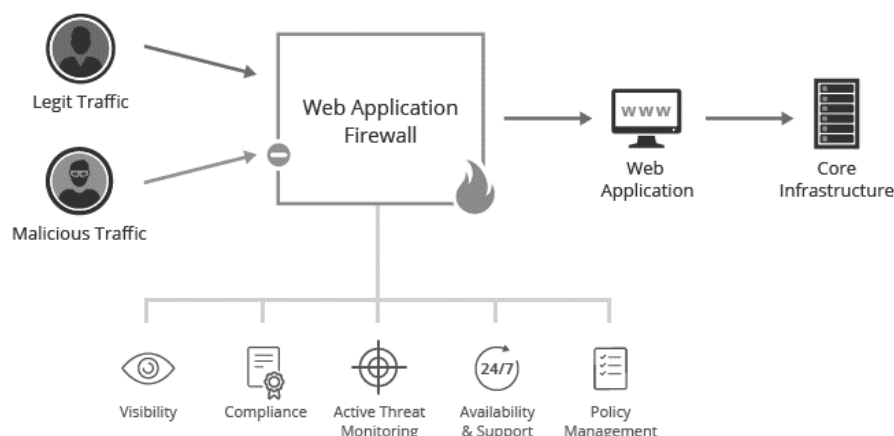 Legit Traffic
Malicious Traffic
Web Application
Firewall
www
Web
Application
Core
Infrastructure
Visibility
Compliance
Active Threat
Monitoring
24/7
Availability
& Support
Policy
Management